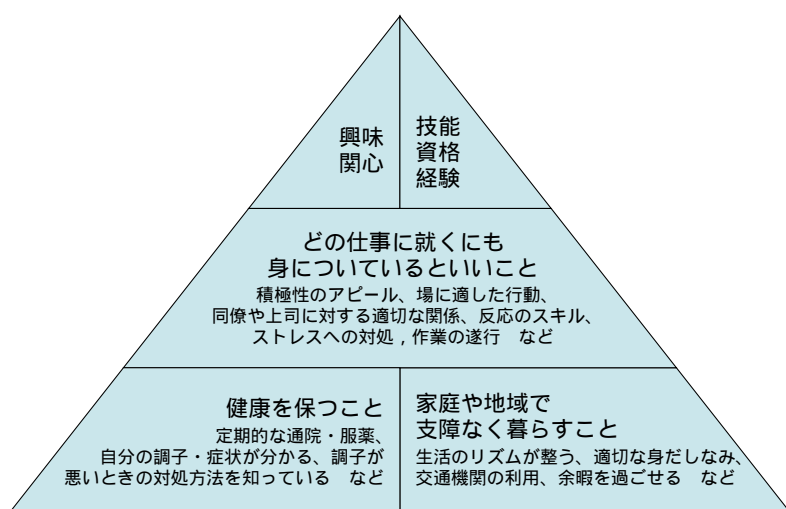 興味
関心
技能
資格
経験
どの仕事に就くにも
身についているといいこと
積極性のアピール、場に適した行動、
同僚や上司に対する適切な関係、反応のスキル、
ストレスへの対処，作業の遂行　など
健康を保つこと
定期的な通院・服薬、
自分の調子・症状が分かる、調子が
悪いときの対処方法を知っている　など
家庭や地域で
支障なく暮らすこと
生活のリズムが整う、適切な身だしなみ、
交通機関の利用、余暇を過ごせる　など